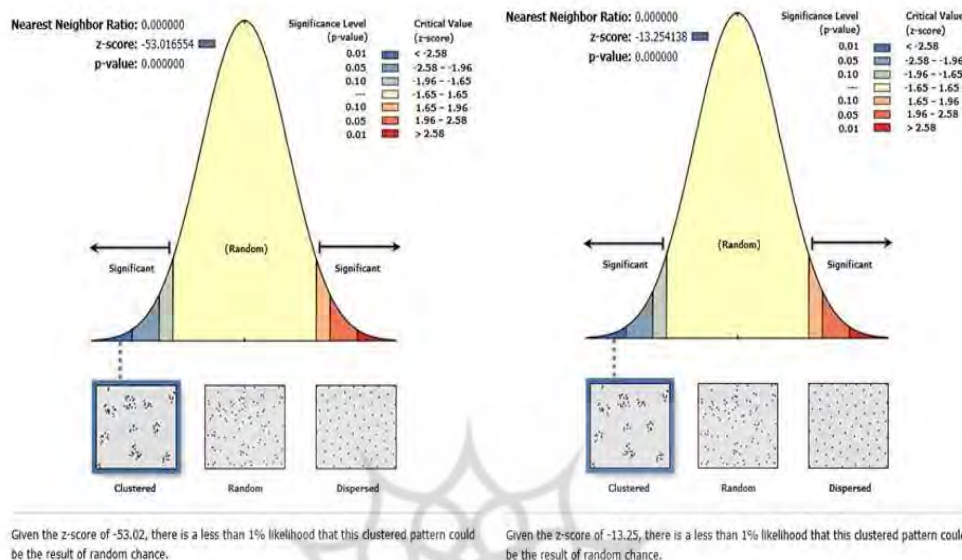 Nearest Neighbor Ratio: 0.000000
z-score: -53.016554
p-value: 0.000000
Significance Level
(p-value)
Critical Value
(z-score)
0.01 < -2.58
0.05 -2.58 - -1.96
0.10 -1.96 - -1.65
--- -1.65 - 1.65
0.10 1.65 - 1.96
0.05 1.96 - 2.58
0.01 > 2.58
(Random)
Significant
Significant
Clustered
Random
Dispersed
Given the z-score of -53.02, there is a less than 1% likelihood that this clustered pattern could
be the result of random chance.
Nearest Neighbor Ratio: 0.000000
z-score: -13.254138
p-value: 0.000000
Significance Level
(p-value)
Critical Value
(z-score)
0.01 < -2.58
0.05 -2.58 - -1.96
0.10 -1.96 - -1.65
--- -1.65 - 1.65
0.10 1.65 - 1.96
0.05 1.96 - 2.58
0.01 > 2.58
(Random)
Significant
Significant
Clustered
Random
Dispersed
Given the z-score of -13.25, there is a less than 1% likelihood that this clustered pattern could
be the result of random chance.